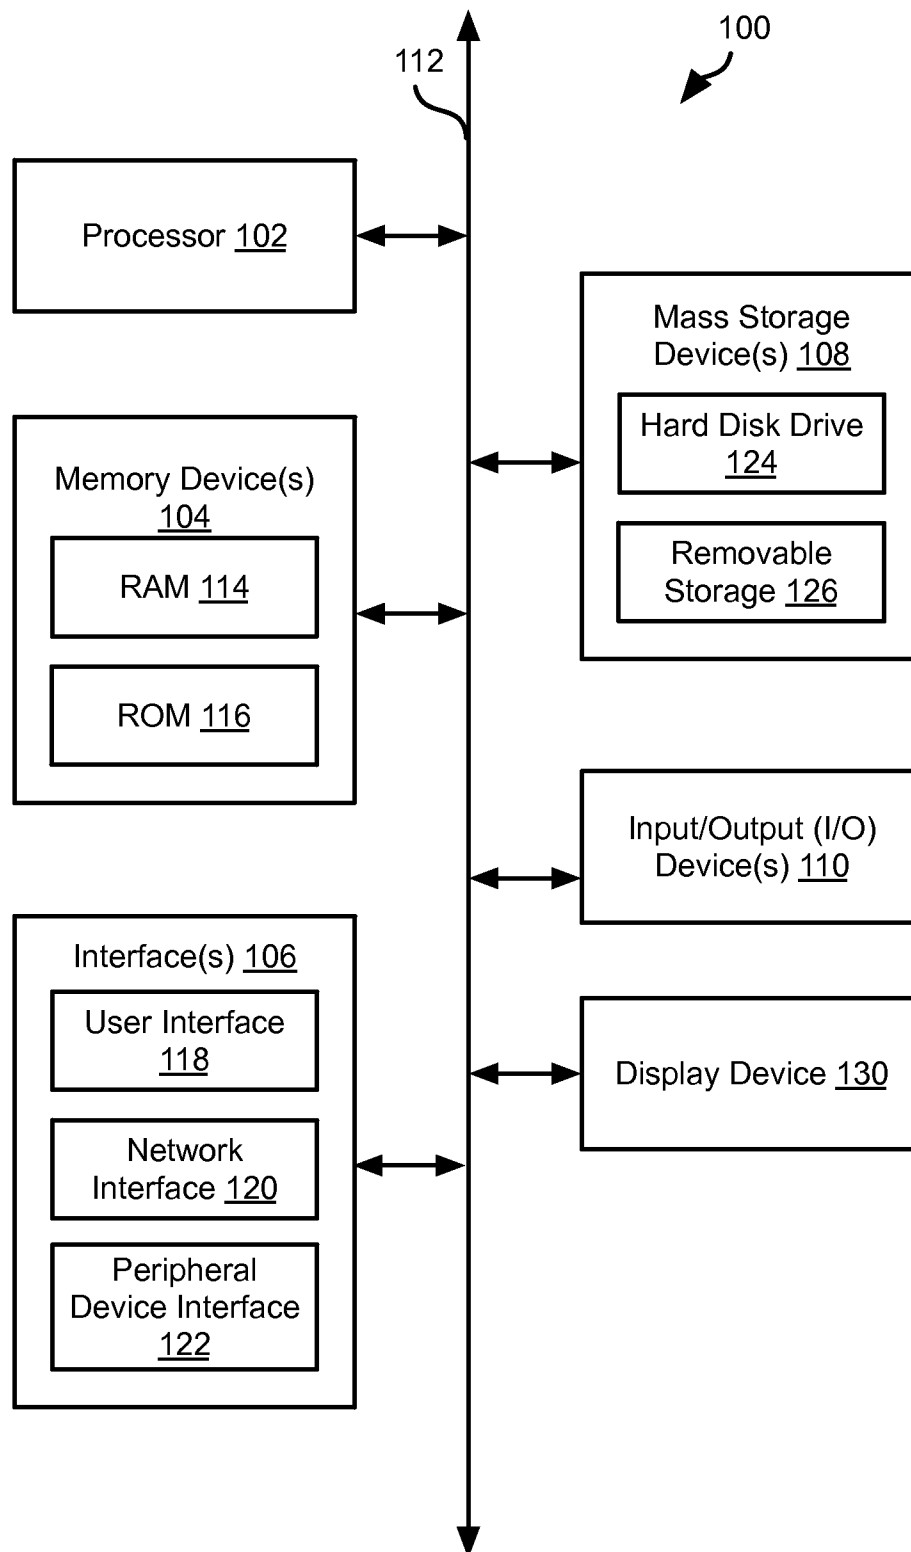 100
112
Processor 102
Mass Storage
Device(s) 108
Hard Disk Drive
124
Removable
Storage 126
Memory Device(s)
104
RAM 114
ROM 116
Input/Output (I/O)
Device(s) 110
Interface(s) 106
User Interface
118
Network
Interface 120
Peripheral
Device Interface
122
Display Device 130